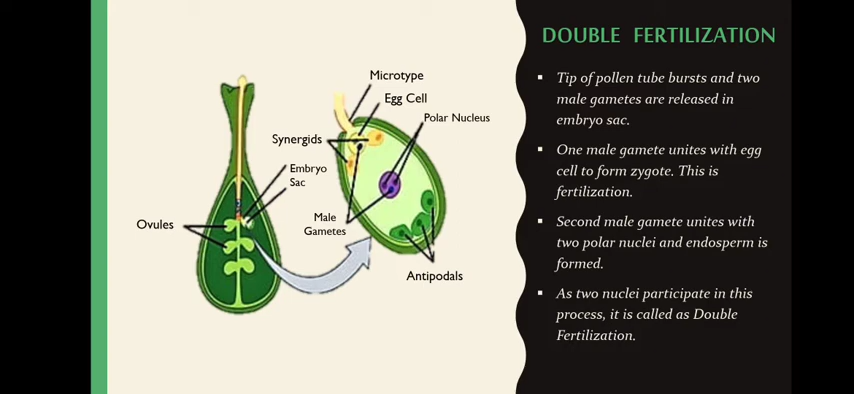 DOUBLE FERTILIZATION
Microtype
Egg Cell
Polar Nucleus
Synergids
Embryo
Sac
Ovules
Male
Gametes
Antipodals
▪ Tip of pollen tube bursts and two
male gametes are released in
embryo sac.
▪ One male gamete unites with egg
cell to form zygote. This is
fertilization.
▪ Second male gamete unites with
two polar nuclei and endosperm is
formed.
▪ As two nuclei participate in this
process, it is called as Double
Fertilization.